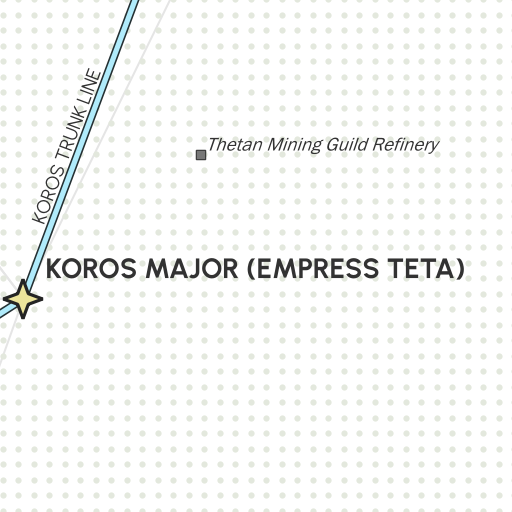 KOROS TRUNK LINE
Thetan Mining Guild Refinery
KOROS MAJOR (EMPRESS TETA)